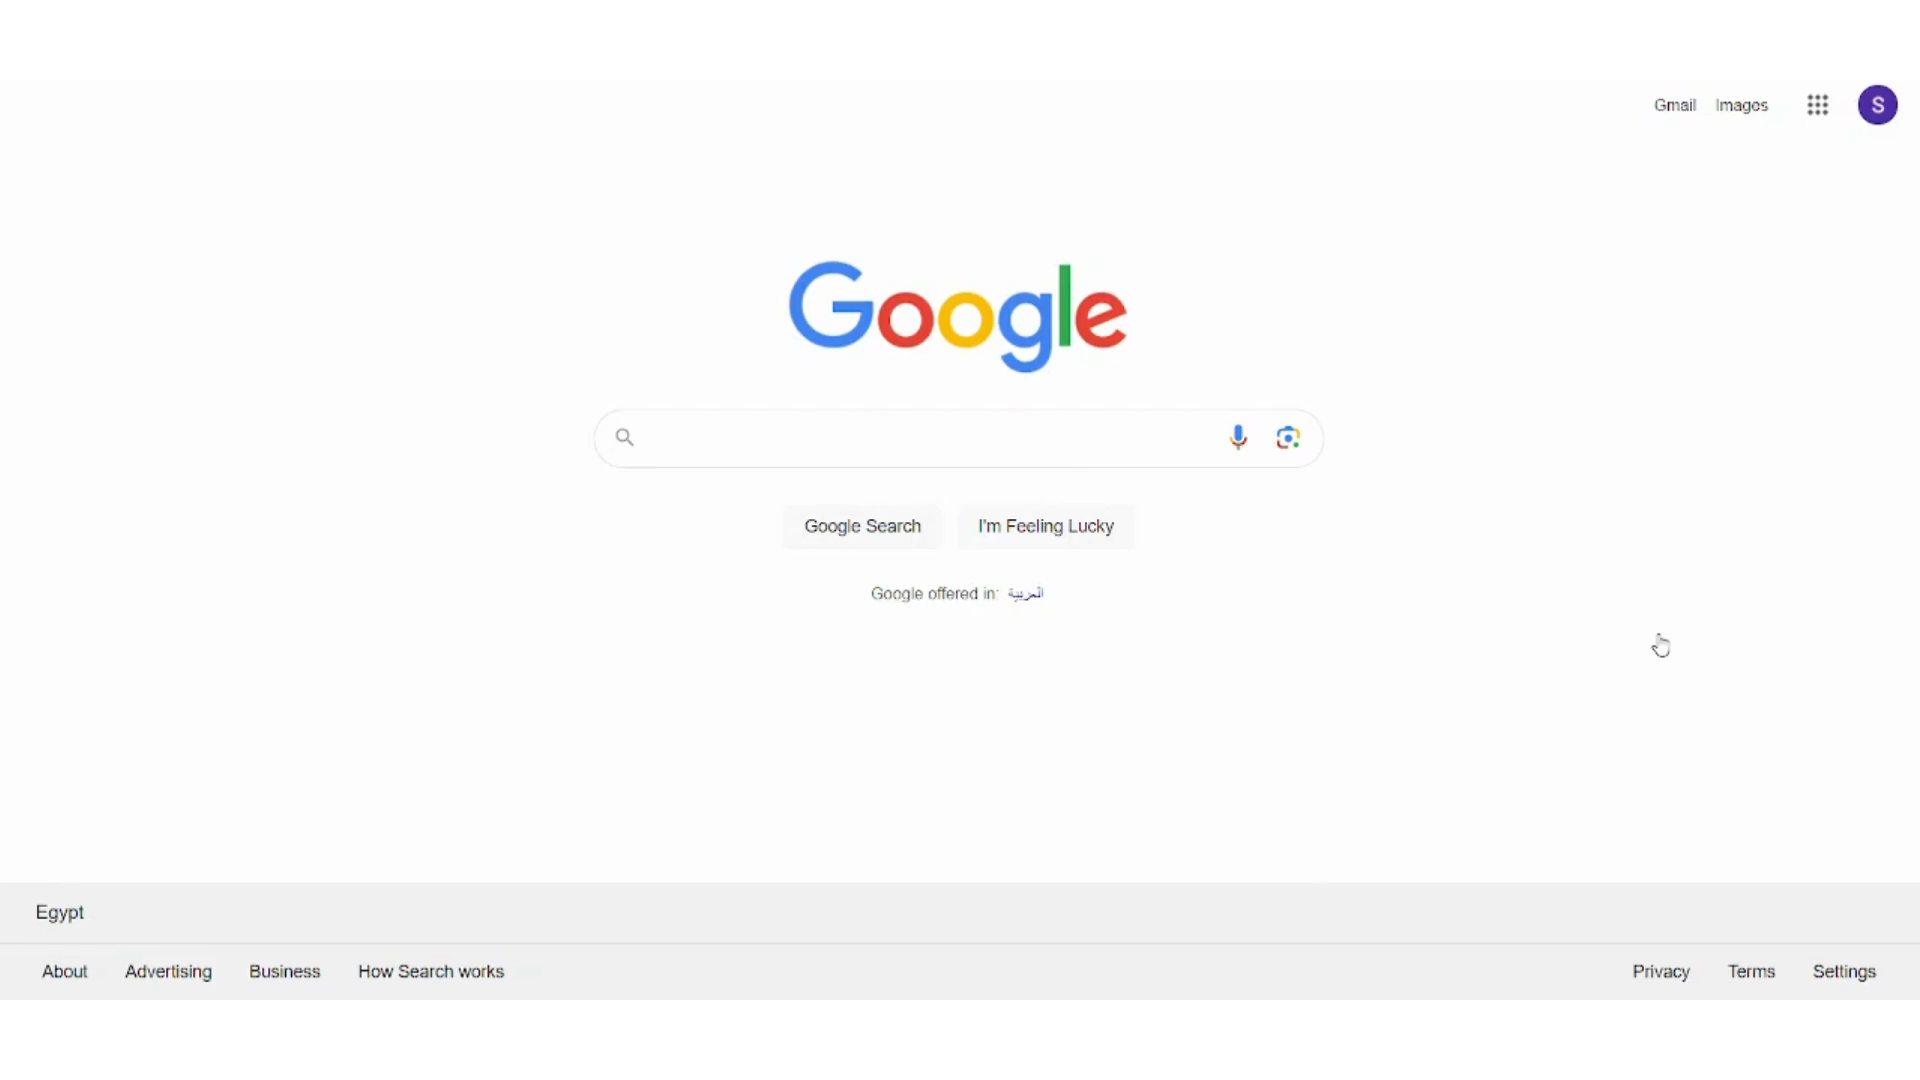 Gmail Images S
Google
Google Search I'm Feeling Lucky
Google offered in: العربية
Egypt
About Advertising Business How Search works Privacy Terms Settings